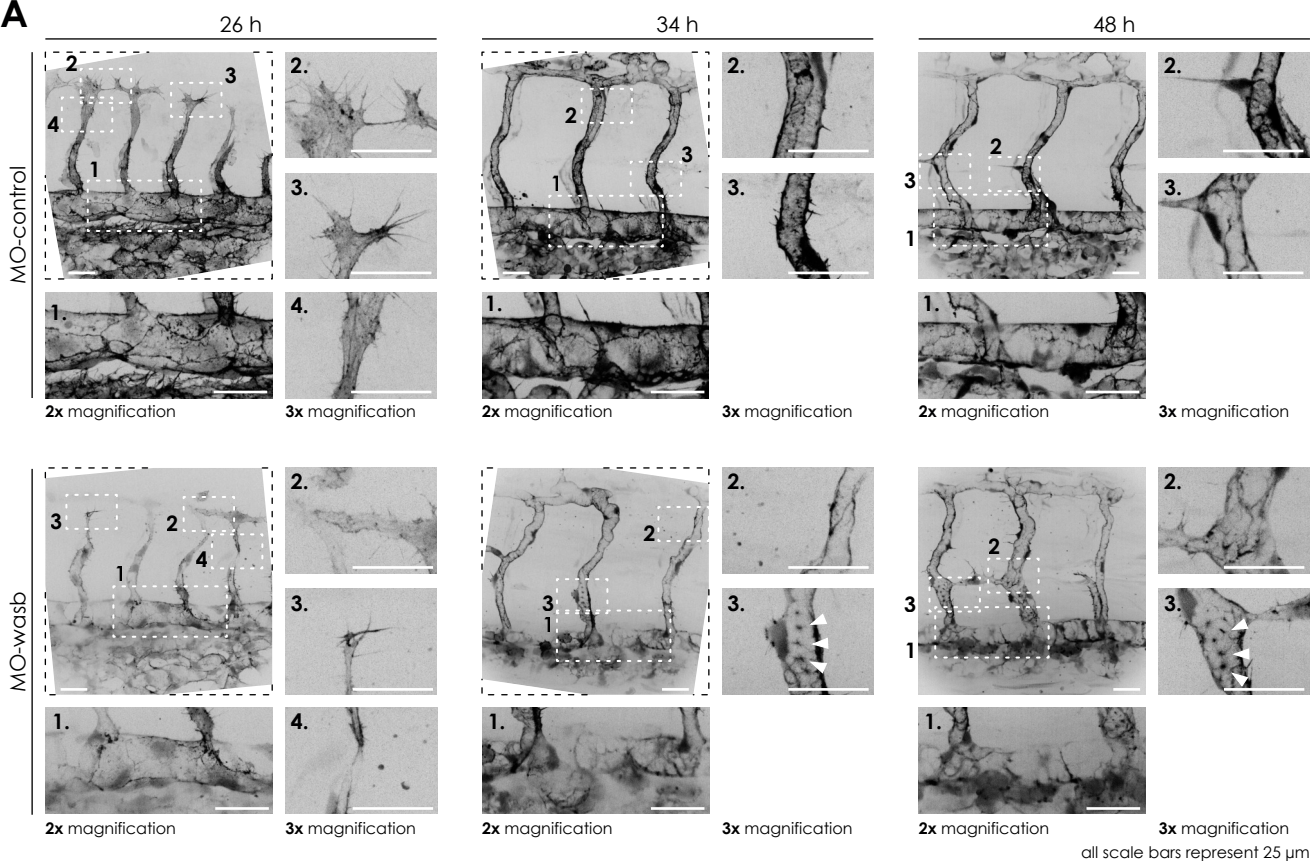 A
26 h
34 h
48 h
MO-control
2
3
4
1
2.
3.
1.
4.
2x magnification
3x magnification
2
3
1
2.
3.
1.
2x magnification
3x magnification
2
3
1
2.
3.
1.
2x magnification
3x magnification
MO-wasb
3
2
4
1
2.
3.
1.
4.
2x magnification
3x magnification
2
3
1
2.
3.
1.
2x magnification
3x magnification
2
3
1
2.
3.
1.
2x magnification
3x magnification
all scale bars represent 25 µm